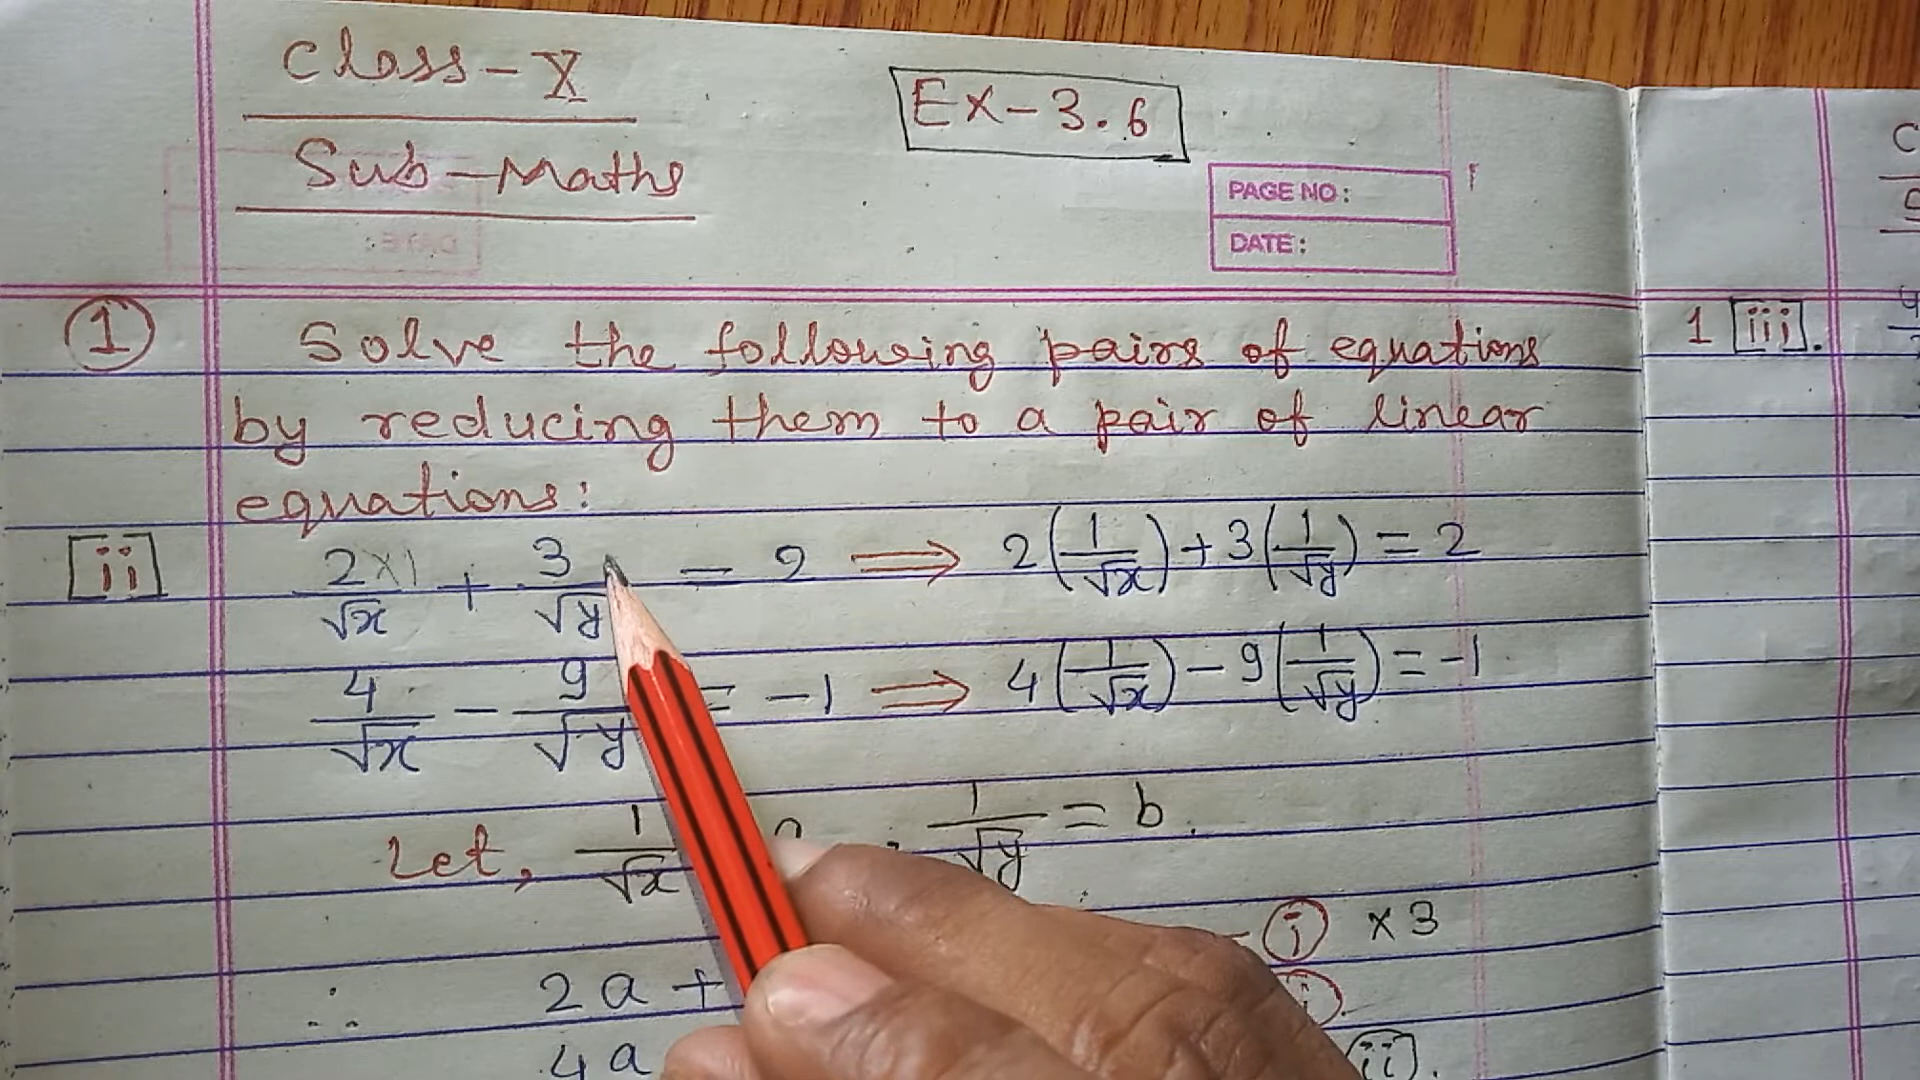 Class - X
Ex - 3.6
Sub - Maths
PAGE NO :
DATE :
1 Solve the following pairs of equations
by reducing them to a pair of linear
equations:
ii 2×1/√x + 3/√y = 2 ⟹ 2(1/√x) + 3(1/√y) = 2
4/√x - 9/√y = -1 ⟹ 4(1/√x) - 9(1/√y) = -1
Let, 1/√x 1/√y = b.
- i × 3
∴ 2a +
4a ii.
1 iii.